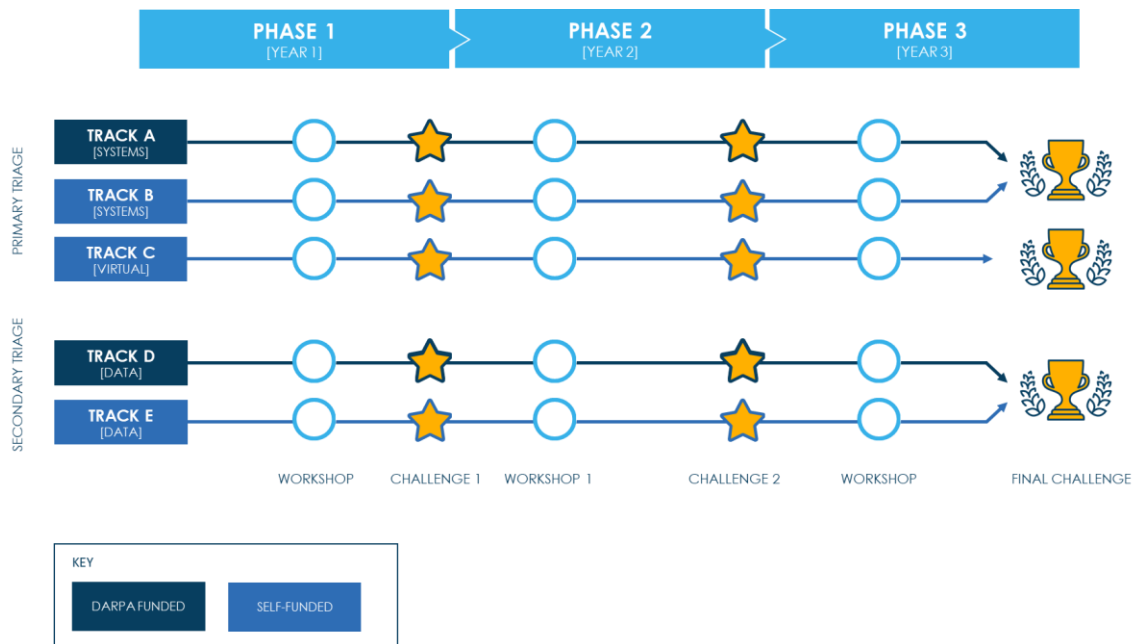 PHASE 1
[YEAR 1]
PHASE 2
[YEAR 2]
PHASE 3
[YEAR 3]
PRIMARY TRIAGE
TRACK A
[SYSTEMS]
TRACK B
[SYSTEMS]
TRACK C
[VIRTUAL]
SECONDARY TRIAGE
TRACK D
[DATA]
TRACK E
[DATA]
WORKSHOP
CHALLENGE 1
WORKSHOP 1
CHALLENGE 2
WORKSHOP
FINAL CHALLENGE
KEY
DARPA FUNDED
SELF-FUNDED